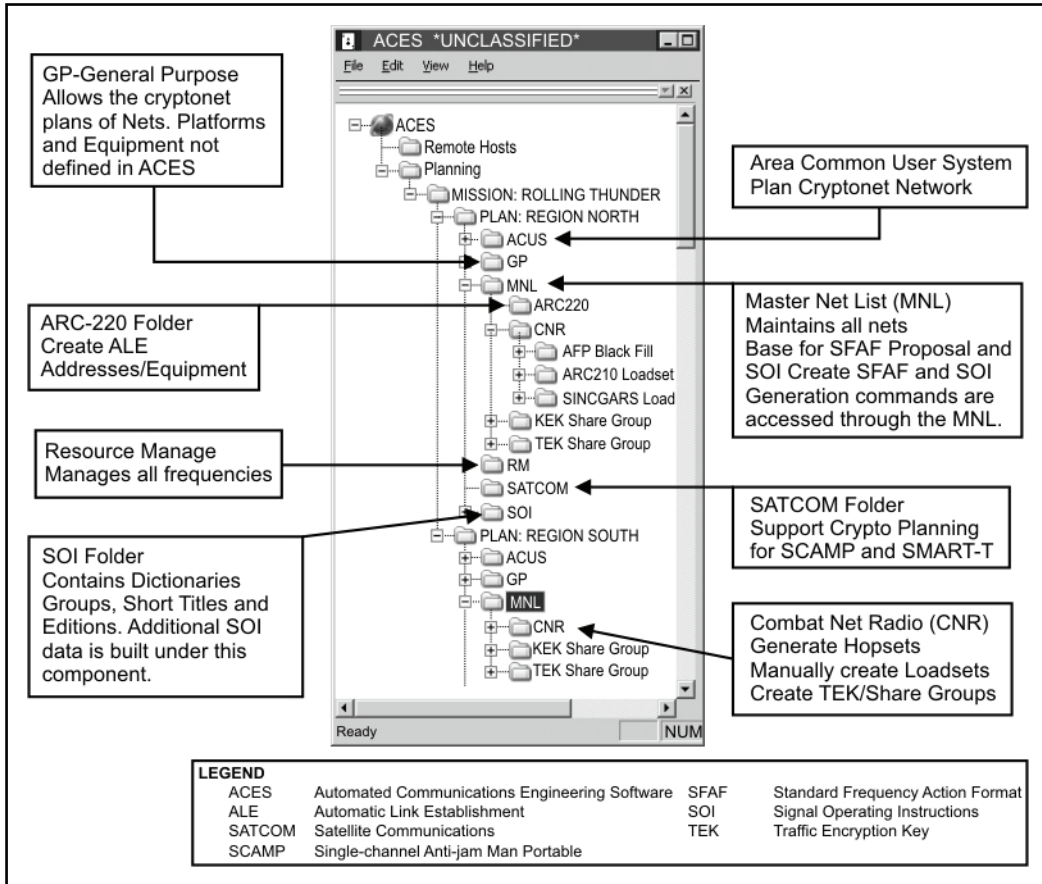 ACES *UNCLASSIFIED*
File Edit View Help
GP-General Purpose
Allows the cryptonet
plans of Nets. Platforms
and Equipment not
defined in ACES
ARC-220 Folder
Create ALE
Addresses/Equipment
Resource Manage
Manages all frequencies
SOI Folder
Contains Dictionaries
Groups, Short Titles and
Editions. Additional SOI
data is built under this
component.
ACES
Remote Hosts
Planning
MISSION: ROLLING THUNDER
PLAN: REGION NORTH
ACUS
GP
MNL
ARC220
CNR
AFP Black Fill
ARC210 Loadset
SINCGARS Load
KEK Share Group
TEK Share Group
RM
SATCOM
SOI
PLAN: REGION SOUTH
ACUS
GP
MNL
CNR
KEK Share Group
TEK Share Group
Ready NUM
Area Common User System
Plan Cryptonet Network
Master Net List (MNL)
Maintains all nets
Base for SFAF Proposal and
SOI Create SFAF and SOI
Generation commands are
accessed through the MNL.
SATCOM Folder
Support Crypto Planning
for SCAMP and SMART-T
Combat Net Radio (CNR)
Generate Hopsets
Manually create Loadsets
Create TEK/Share Groups
LEGEND
ACES Automated Communications Engineering Software SFAF Standard Frequency Action Format
ALE Automatic Link Establishment SOI Signal Operating Instructions
SATCOM Satellite Communications TEK Traffic Encryption Key
SCAMP Single-channel Anti-jam Man Portable